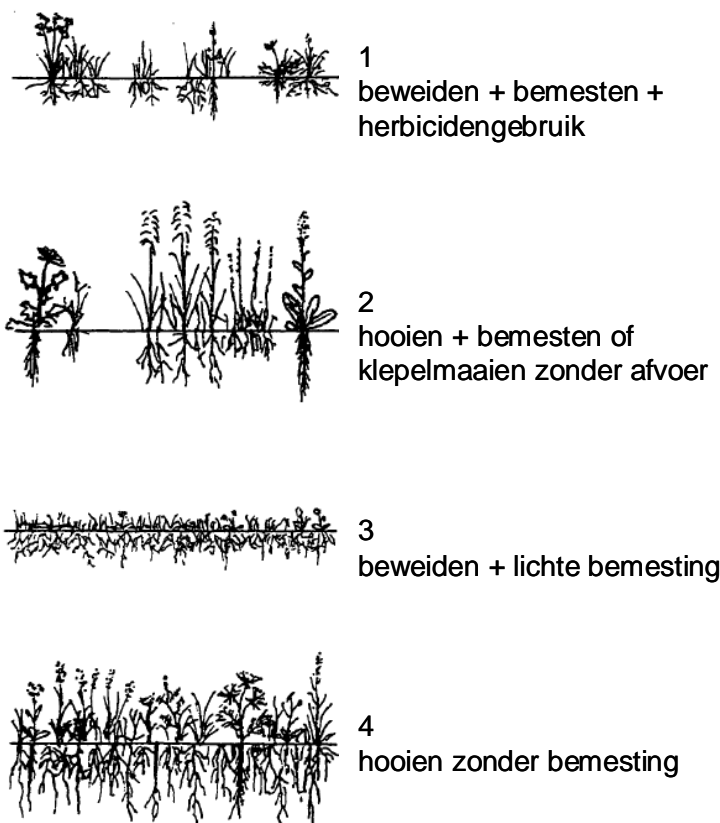 1
beweiden + bemesten +
herbicidengebruik
2
hooien + bemesten of
klepelmaaien zonder afvoer
3
beweiden + lichte bemesting
4
hooien zonder bemesting